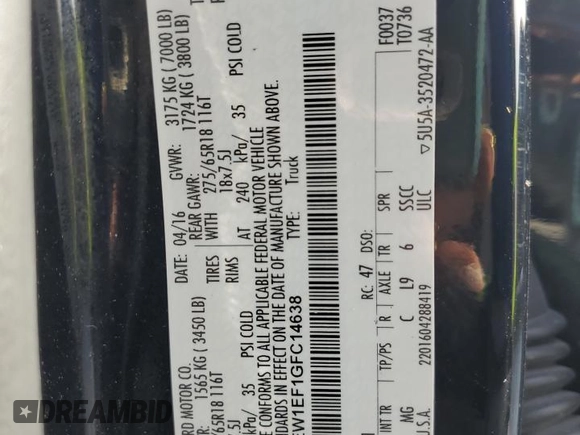 RD MOTOR CO. DATE: 04/16 GVWR: 3175 KG ( 7000 LB)
1565 KG ( 3450 LB) REAR GAWR: 1724 KG ( 3800 LB)
65R18 116T TIRES WITH 275/65R18 116T
.5J RIMS 18x7.5J
kPa/ 35 PSI COLD AT 240 kPa/ 35 PSI COLD
CONFORMS TO ALL APPLICABLE FEDERAL MOTOR VEHICLE
DARDS IN EFFECT ON THE DATE OF MANUFACTURE SHOWN ABOVE.
W1EF1GFC14638 TYPE: Truck
F0037
T0736
RC: 47 DSO:
INT TR TP/PS R AXLE TR SPR
MG C L9 6 SSCC
U.S.A. 2201604288419 ULC
▽ 5U5A-3520472-AA
DREAMBID